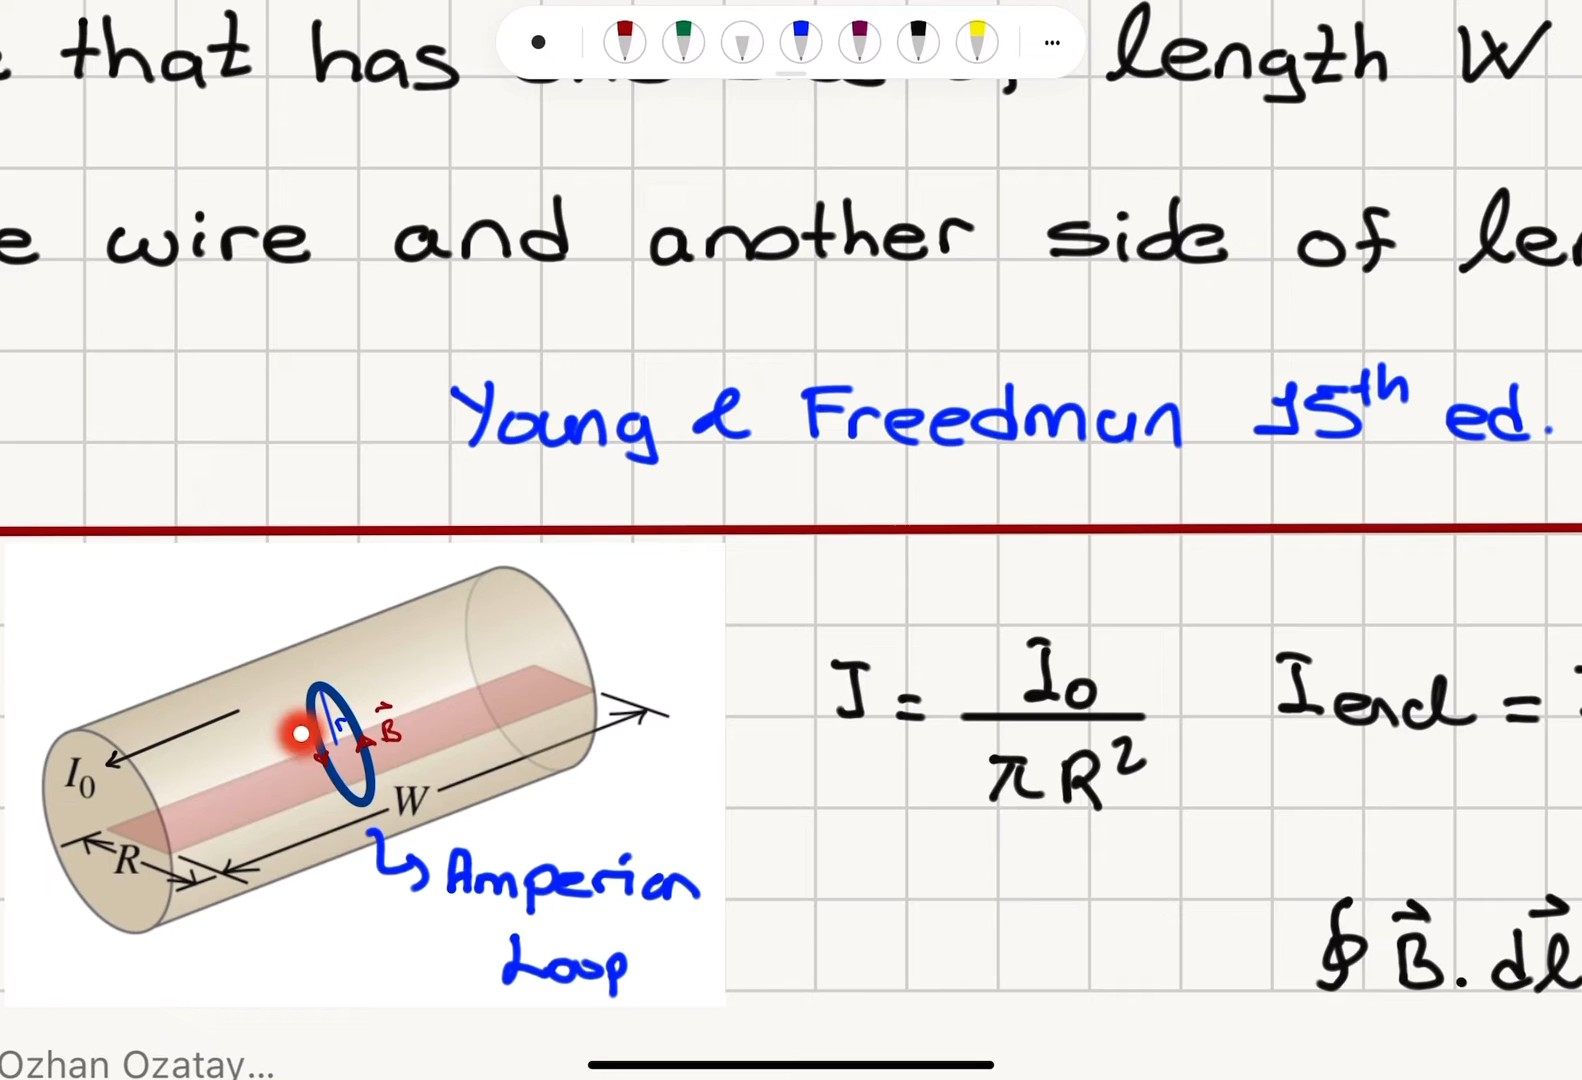 that has , length W
e wire and another side of
Young & Freedman 15th ed.
I0
r
B⃗
W
R
Amperian
Loop
J = I0 / πR²
Iencl =
∮ B⃗ . dl⃗
Ozhan Ozatay...